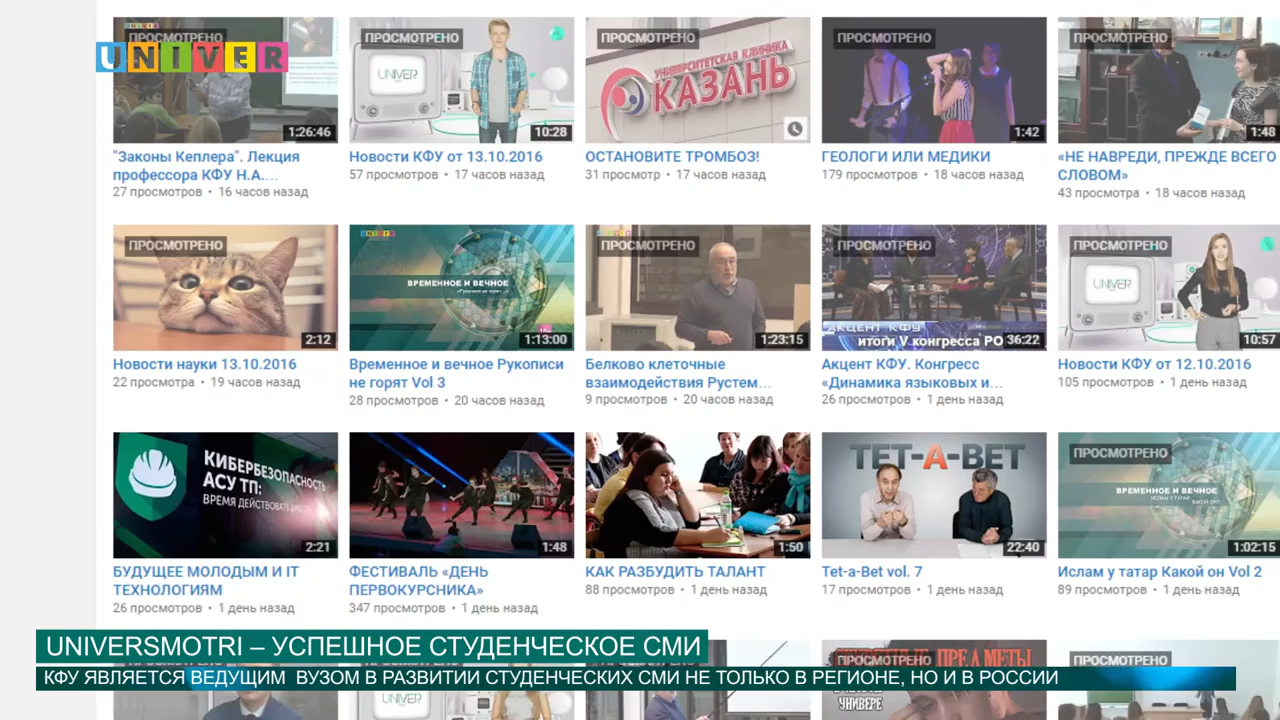 UNIVER
UNIVER
ПРОСМОТРЕНО
1:26:46
ПРОСМОТРЕНО
UNIVER
10:28
ПРОСМОТРЕНО
УНИВЕРСИТЕТСКАЯ КЛИНИКА
КАЗАНЬ
ПРОСМОТРЕНО
1:42
ПРОСМОТРЕНО
1:48
"Законы Кеплера". Лекция
профессора КФУ Н.А....
27 просмотров • 16 часов назад
Новости КФУ от 13.10.2016
57 просмотров • 17 часов назад
ОСТАНОВИТЕ ТРОМБОЗ!
31 просмотр • 17 часов назад
ГЕОЛОГИ ИЛИ МЕДИКИ
179 просмотров • 18 часов назад
«НЕ НАВРЕДИ, ПРЕЖДЕ ВСЕГО
СЛОВОМ»
43 просмотра • 18 часов назад
ПРОСМОТРЕНО
2:12
UNIVER
ВРЕМЕННОЕ И ВЕЧНОЕ
1:13:00
ПРОСМОТРЕНО
1:23:15
ПРОСМОТРЕНО
АКЦЕНТ КФУ
итоги V конгресса РО
36:22
ПРОСМОТРЕНО
UNIVER
10:57
Новости науки 13.10.2016
22 просмотра • 19 часов назад
Временное и вечное Рукописи
не горят Vol 3
28 просмотров • 20 часов назад
Белково клеточные
взаимодействия Рустем...
9 просмотров • 20 часов назад
Акцент КФУ. Конгресс
«Динамика языковых и...
26 просмотров • 1 день назад
Новости КФУ от 12.10.2016
105 просмотров • 1 день назад
КИБЕРБЕЗОПАСНОСТЬ
АСУ ТП:
ВРЕМЯ ДЕЙСТВОВАТЬ
2:21
1:48
1:50
TET-A-BET
22:40
ПРОСМОТРЕНО
ВРЕМЕННОЕ И ВЕЧНОЕ
1:02:15
БУДУЩЕЕ МОЛОДЫМ И IT
ТЕХНОЛОГИЯМ
26 просмотров • 1 день назад
ФЕСТИВАЛЬ «ДЕНЬ
ПЕРВОКУРСНИКА»
347 просмотров • 1 день назад
КАК РАЗБУДИТЬ ТАЛАНТ
88 просмотров • 1 день назад
Tet-a-Bet vol. 7
17 просмотров • 1 день назад
Ислам у татар Какой он Vol 2
89 просмотров • 1 день назад
UNIVERSMOTRI – УСПЕШНОЕ СТУДЕНЧЕСКОЕ СМИ
ПРОСМОТРЕНО
ПРОСМОТРЕНО
КФУ ЯВЛЯЕТСЯ ВЕДУЩИМ ВУЗОМ В РАЗВИТИИ СТУДЕНЧЕСКИХ СМИ НЕ ТОЛЬКО В РЕГИОНЕ, НО И В РОССИИ
UNIVER
УНИВЕРЕ